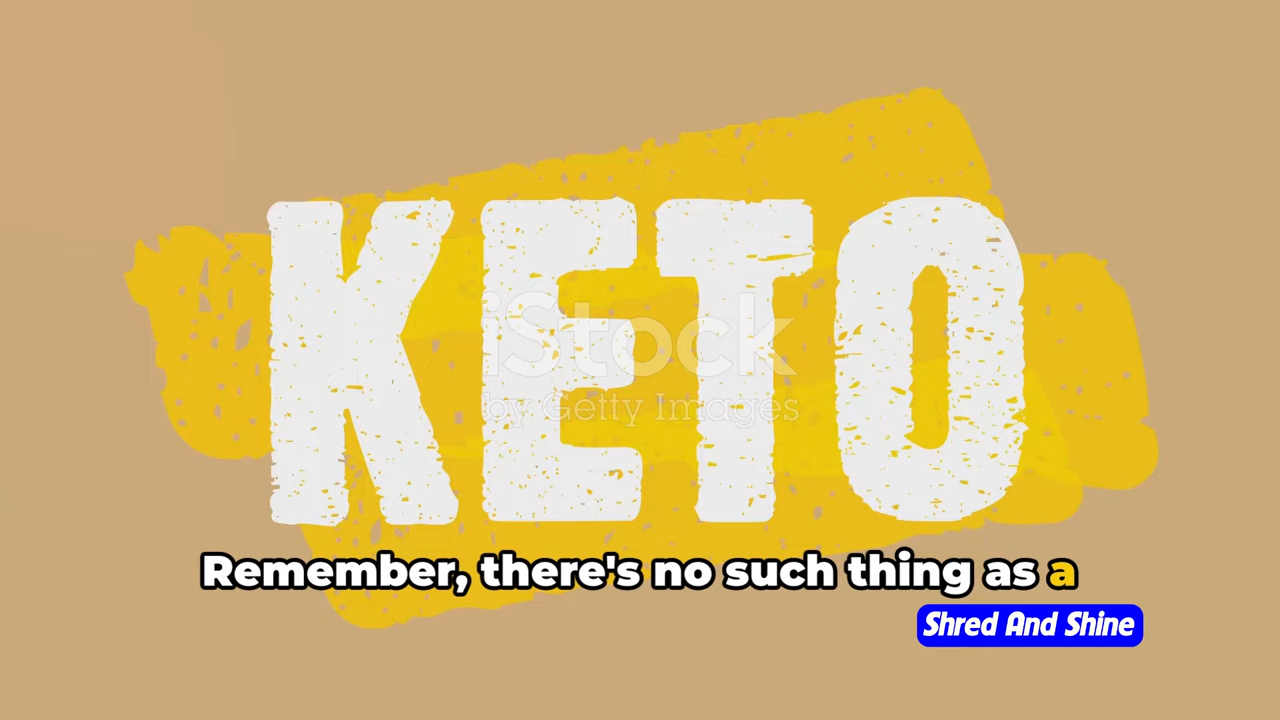 KETO
iStock
by Getty Images
Remember, there's no such thing as a
Shred And Shine